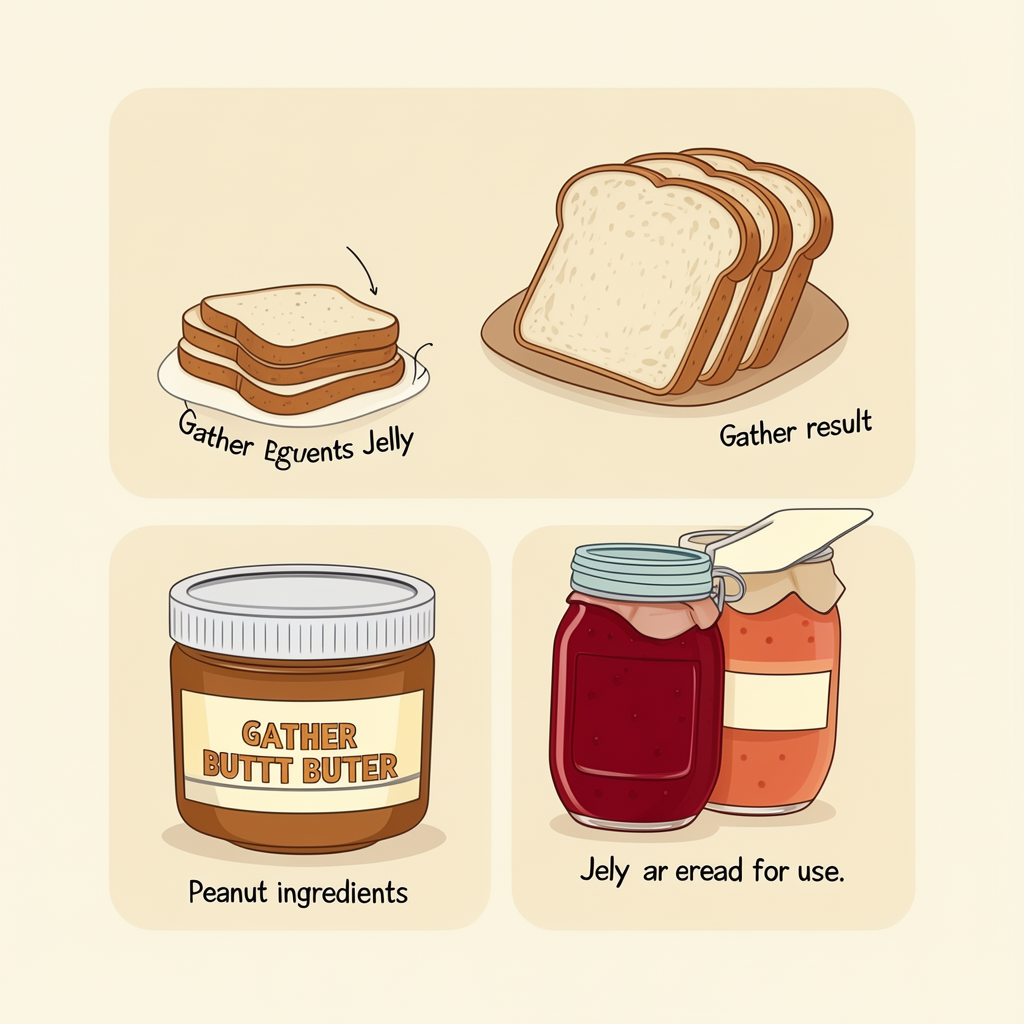 Gather Eguents Jelly
Gather result
GATHER
BUTTT BUTER
Peanut ingredients
Jely ar eread for use.